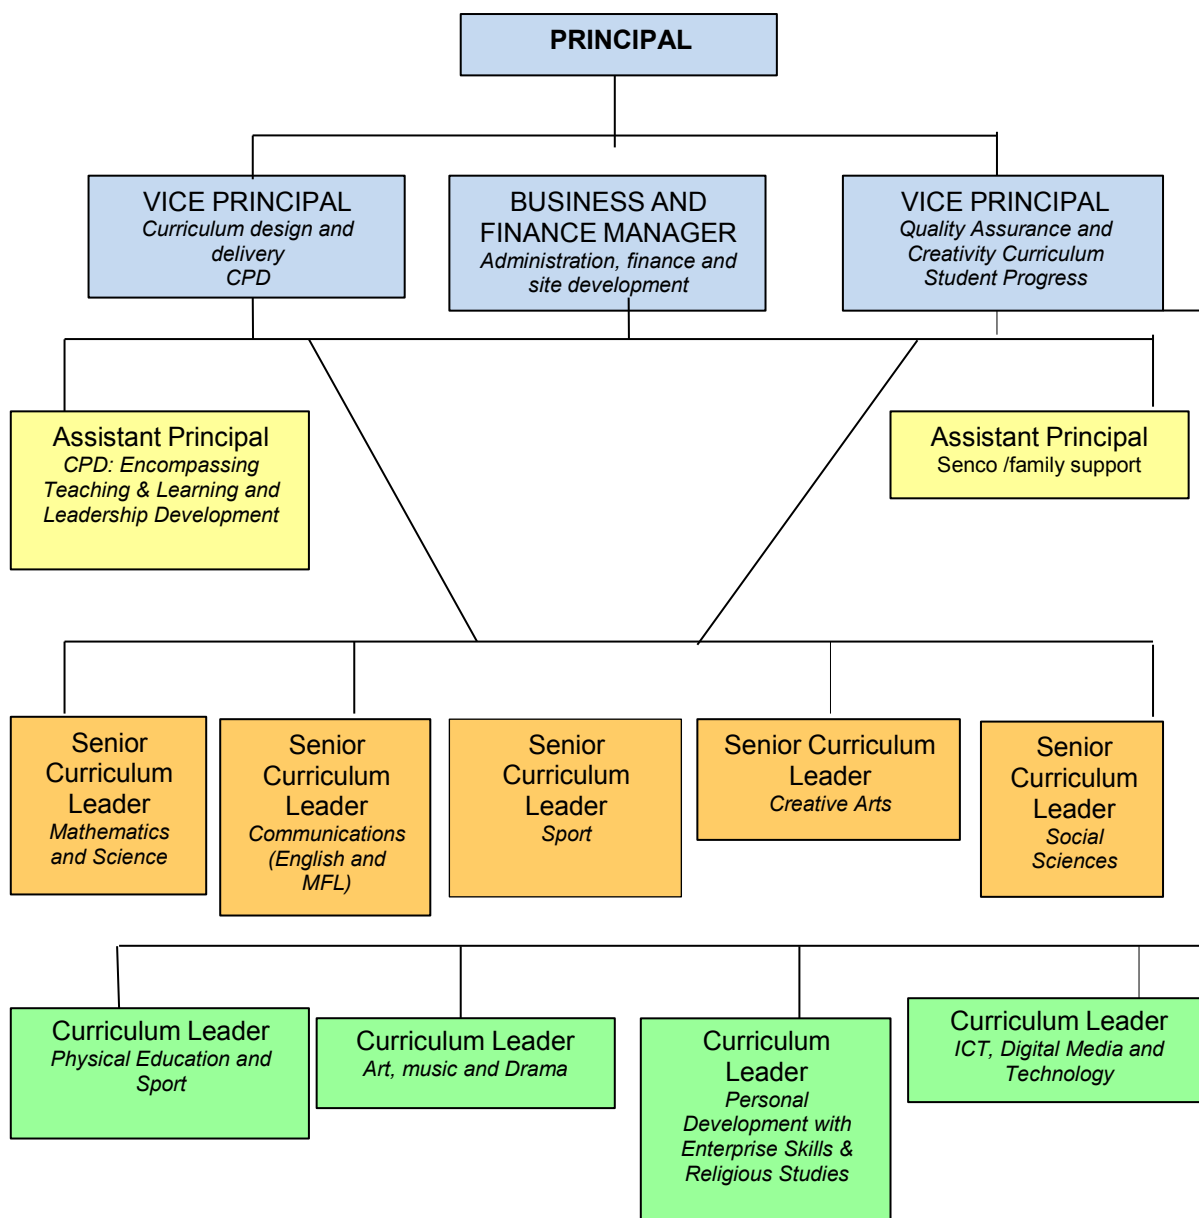 PRINCIPAL
VICE PRINCIPAL
Curriculum design and
delivery
CPD
BUSINESS AND
FINANCE MANAGER
Administration, finance and
site development
VICE PRINCIPAL
Quality Assurance and
Creativity Curriculum
Student Progress
Assistant Principal
CPD: Encompassing
Teaching & Learning and
Leadership Development
Assistant Principal
Senco /family support
Senior
Curriculum
Leader
Mathematics
and Science
Senior
Curriculum
Leader
Communications
(English and
MFL)
Senior
Curriculum
Leader
Sport
Senior Curriculum
Leader
Creative Arts
Senior
Curriculum
Leader
Social
Sciences
Curriculum Leader
Physical Education and
Sport
Curriculum Leader
Art, music and Drama
Curriculum
Leader
Personal
Development with
Enterprise Skills &
Religious Studies
Curriculum Leader
ICT, Digital Media and
Technology